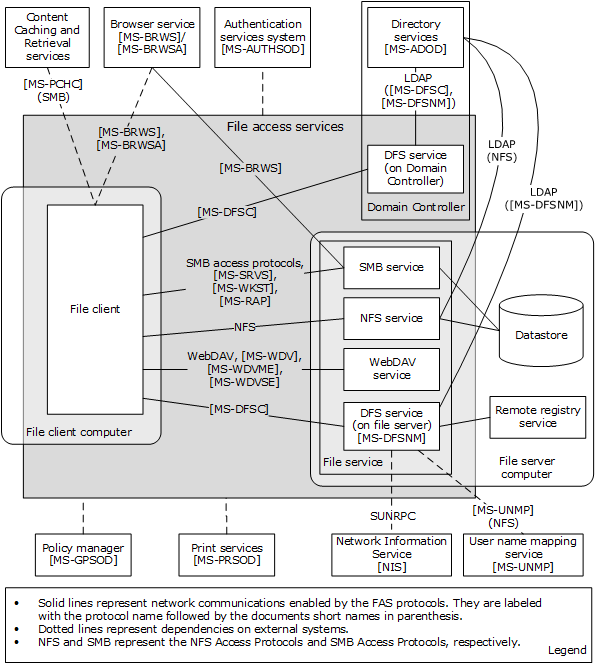 Content
Caching and
Retrieval
services
Browser service
[MS-BRWS]/
[MS-BRWSA]
Authentication
services system
[MS-AUTHSOD]
Directory
services
[MS-ADOD]
[MS-PCHC]
(SMB)
LDAP
([MS-DFSC],
[MS-DFSNM])
[MS-BRWS],
[MS-BRWSA]
File access services
LDAP
(NFS)
DFS service
(on Domain
Controller)
[MS-BRWS]
LDAP
([MS-DFSNM])
Domain Controller
[MS-DFSC]
SMB access protocols,
[MS-SRVS],
[MS-WKST],
[MS-RAP]
SMB service
File client
NFS
NFS service
Datastore
WebDAV, [MS-WDV],
[MS-WDVME],
[MS-WDVSE]
WebDAV
service
[MS-DFSC]
DFS service
(on file server)
[MS-DFSNM]
Remote registry
service
File client computer
File service
File server
computer
SUNRPC
[MS-UNMP]
(NFS)
Policy manager
[MS-GPSOD]
Print services
[MS-PRSOD]
Network Information
Service
[NIS]
User name mapping
service
[MS-UNMP]
• Solid lines represent network communications enabled by the FAS protocols. They are labeled
with the protocol name followed by the documents short names in parenthesis.
• Dotted lines represent dependencies on external systems.
• NFS and SMB represent the NFS Access Protocols and SMB Access Protocols, respectively.
Legend